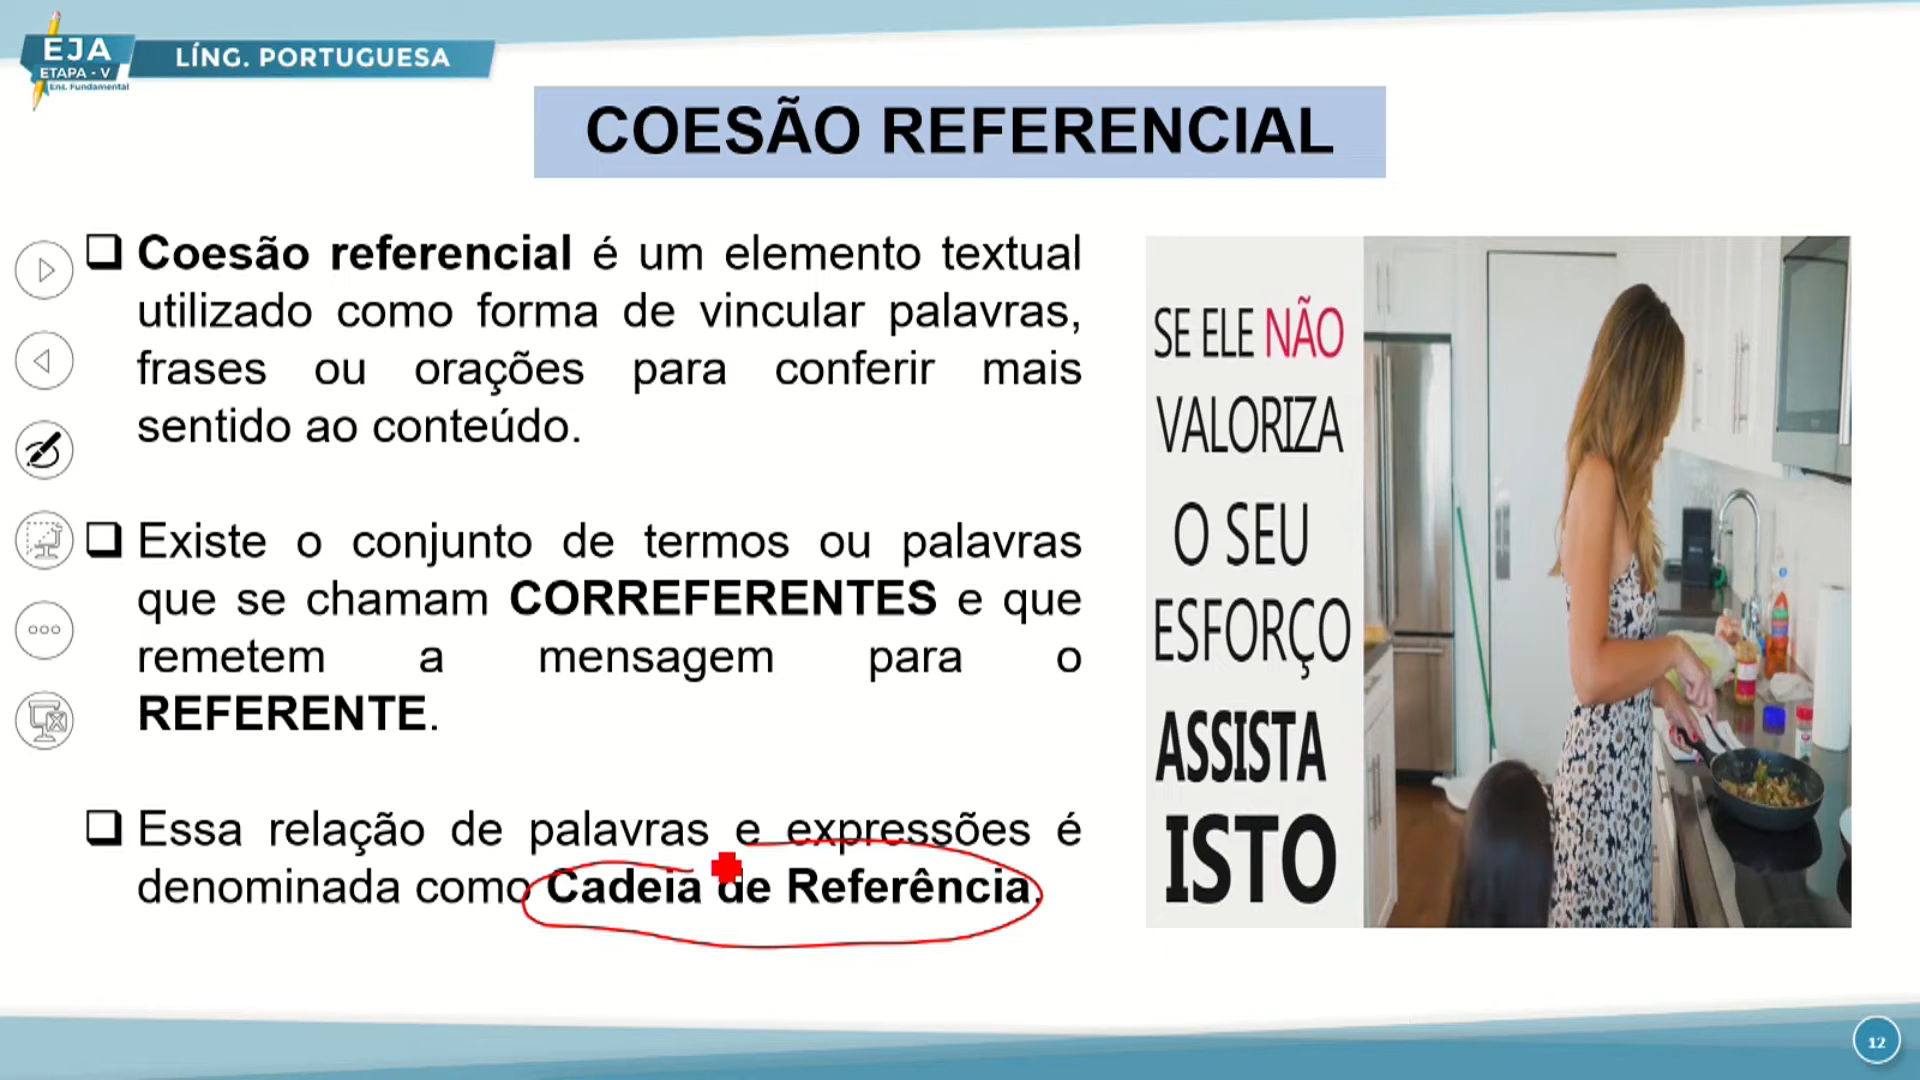 EJA
ETAPA - V
Ens. Fundamental
LÍNG. PORTUGUESA
COESÃO REFERENCIAL
Coesão referencial é um elemento textual
utilizado como forma de vincular palavras,
frases ou orações para conferir mais
sentido ao conteúdo.
Existe o conjunto de termos ou palavras
que se chamam CORREFERENTES e que
remetem a mensagem para o
REFERENTE.
Essa relação de palavras e expressões é
denominada como Cadeia de Referência.
SE ELE NÃO
VALORIZA
O SEU
ESFORÇO
ASSISTA
ISTO
12